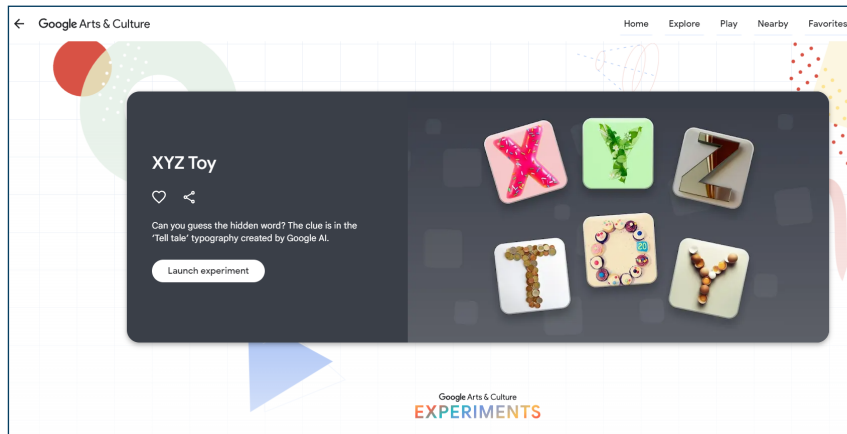 Google Arts & Culture
Home Explore Play Nearby Favorites
XYZ Toy
Can you guess the hidden word? The clue is in the
‘Tell tale’ typography created by Google AI.
Launch experiment
X Y Z
T O Y
20
Google Arts & Culture
EXPERIMENTS